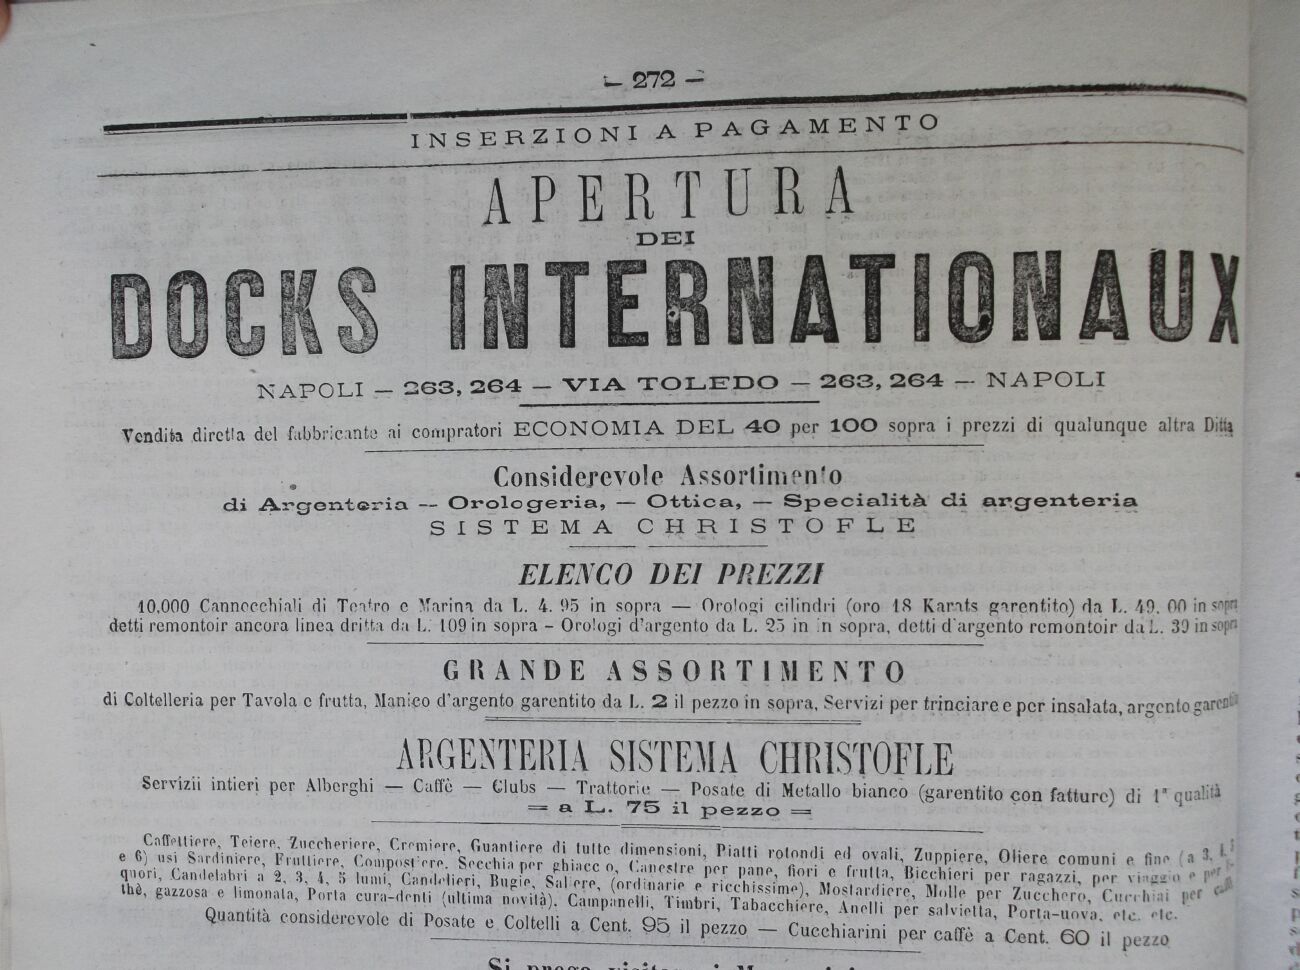 — 272 —
INSERZIONI A PAGAMENTO
APERTURA
DEI
DOCKS INTERNATIONAUX
NAPOLI — 263, 264 — VIA TOLEDO — 263, 264 — NAPOLI
Vendita diretta del fabbricante ai compratori ECONOMIA DEL 40 per 100 sopra i prezzi di qualunque altra Ditta
Considerevole Assortimento
di Argenteria -- Orologeria, — Ottica, — Specialità di argenteria
SISTEMA CHRISTOFLE
ELENCO DEI PREZZI
10,000 Cannocchiali di Teatro e Marina da L. 4. 95 in sopra — Orologi cilindri (oro 18 Karats garentito) da L. 49. 00 in sopra
detti remontoir ancora linea dritta da L. 109 in sopra – Orologi d'argento da L. 25 in in sopra, detti d'argento remontoir da L. 39 in sopra
GRANDE ASSORTIMENTO
di Coltelleria per Tavola e frutta, Manico d'argento garentito da L. 2 il pezzo in sopra, Servizi per trinciare e per insalata, argento garentito
ARGENTERIA SISTEMA CHRISTOFLE
Servizii intieri per Alberghi — Caffè — Clubs — Trattorie — Posate di Metallo bianco (garentito con fatture) di 1ª qualità
= a L. 75 il pezzo =
Caffettiere, Teiere, Zuccheriere, Cremiere, Guantiere di tutte dimensioni, Piatti rotondi ed ovali, Zuppiere, Oliere comuni e fine (a 3, 4, 5
e 6) usi Sardiniere, Fruttiere, Compostiere, Secchia per ghiaccio, Canestre per pane, fiori e frutta, Bicchieri per ragazzi, per viaggio e per
quori, Candelabri a 2, 3, 4, 5 lumi, Candelieri, Bugie, Saliere, (ordinarie e ricchissime), Mostardiere, Molle per Zucchero, Cucchiai per caffè
thè, gazzosa e limonata, Porta cura-denti (ultima novità). Campanelli, Timbri, Tabacchiere, Anelli per salvietta, Porta-uova, etc. etc.
Quantità considerevole di Posate e Coltelli a Cent. 95 il pezzo — Cucchiarini per caffè a Cent. 60 il pezzo
Si prega visitare i